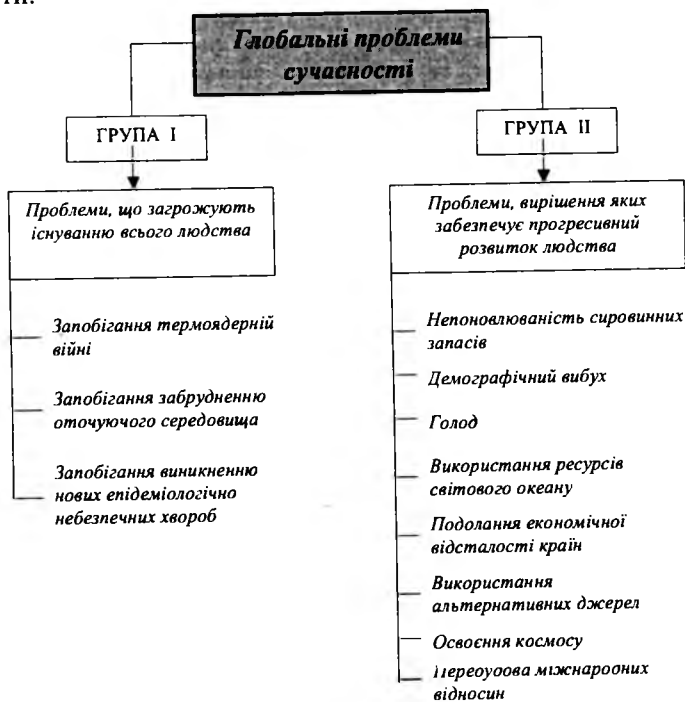 Глобальні проблеми
сучасності
ГРУПА І
Проблеми, що загрожують
існуванню всього людства
Запобігання термоядерній
війні
Запобігання забрудненню
оточуючого середовища
Запобігання виникненню
нових епідеміологічно
небезпечних хвороб
ГРУПА ІІ
Проблеми, вирішення яких
забезпечує прогресивний
розвиток людства
Непоновлюваність сировинних
запасів
Демографічний вибух
Голод
Використання ресурсів
світового океану
Подолання економічної
відсталості країн
Використання
альтернативних джерел
Освоєння космосу
Перебудова міжнародних
відносин